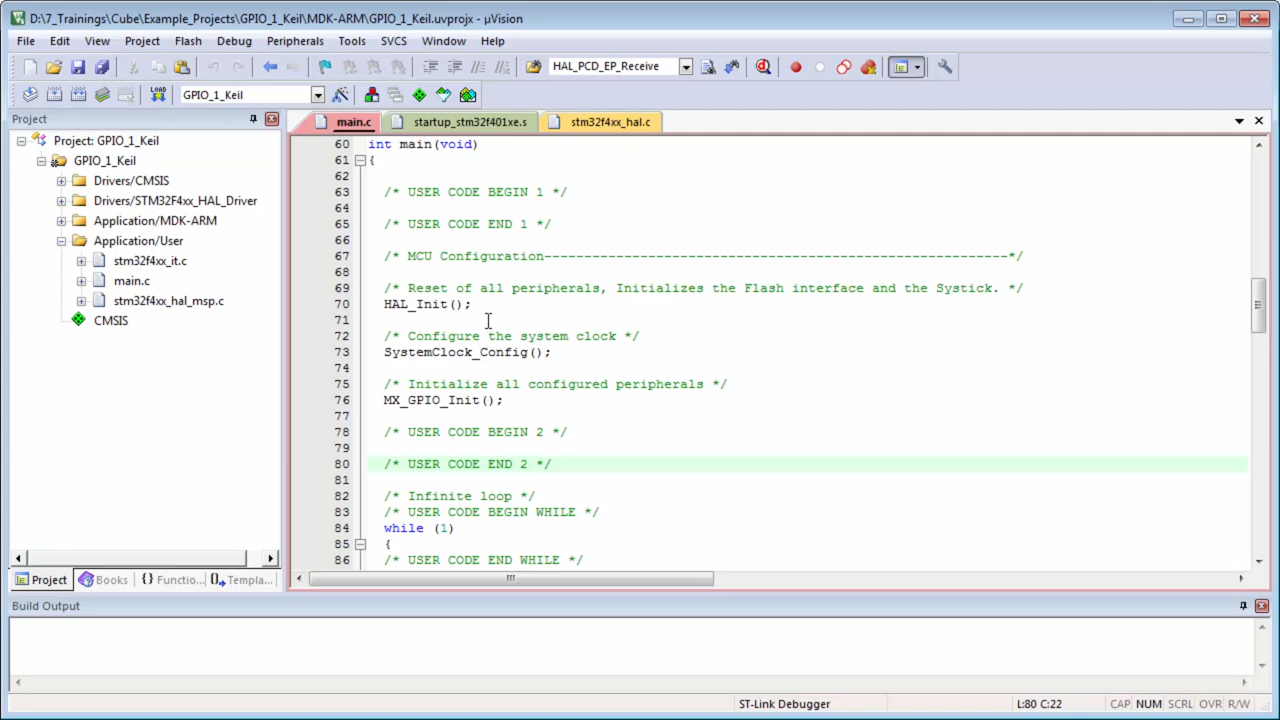 D:\7_Trainings\Cube\Example_Projects\GPIO_1_Keil\MDK-ARM\GPIO_1_Keil.uvprojx - µVision
File Edit View Project Flash Debug Peripherals Tools SVCS Window Help
HAL_PCD_EP_Receive
LOAD GPIO_1_Keil
Project
main.c startup_stm32f401xe.s stm32f4xx_hal.c
Project: GPIO_1_Keil
GPIO_1_Keil
Drivers/CMSIS
Drivers/STM32F4xx_HAL_Driver
Application/MDK-ARM
Application/User
stm32f4xx_it.c
main.c
stm32f4xx_hal_msp.c
CMSIS
Project Books {} Functio... Templa...
60 int main(void)
61 {
62
63 /* USER CODE BEGIN 1 */
64
65 /* USER CODE END 1 */
66
67 /* MCU Configuration----------------------------------------------------------*/
68
69 /* Reset of all peripherals, Initializes the Flash interface and the Systick. */
70 HAL_Init();
71
72 /* Configure the system clock */
73 SystemClock_Config();
74
75 /* Initialize all configured peripherals */
76 MX_GPIO_Init();
77
78 /* USER CODE BEGIN 2 */
79
80 /* USER CODE END 2 */
81
82 /* Infinite loop */
83 /* USER CODE BEGIN WHILE */
84 while (1)
85 {
86 /* USER CODE END WHILE */
Build Output
ST-Link Debugger L:80 C:22 CAP NUM SCRL OVR R/W